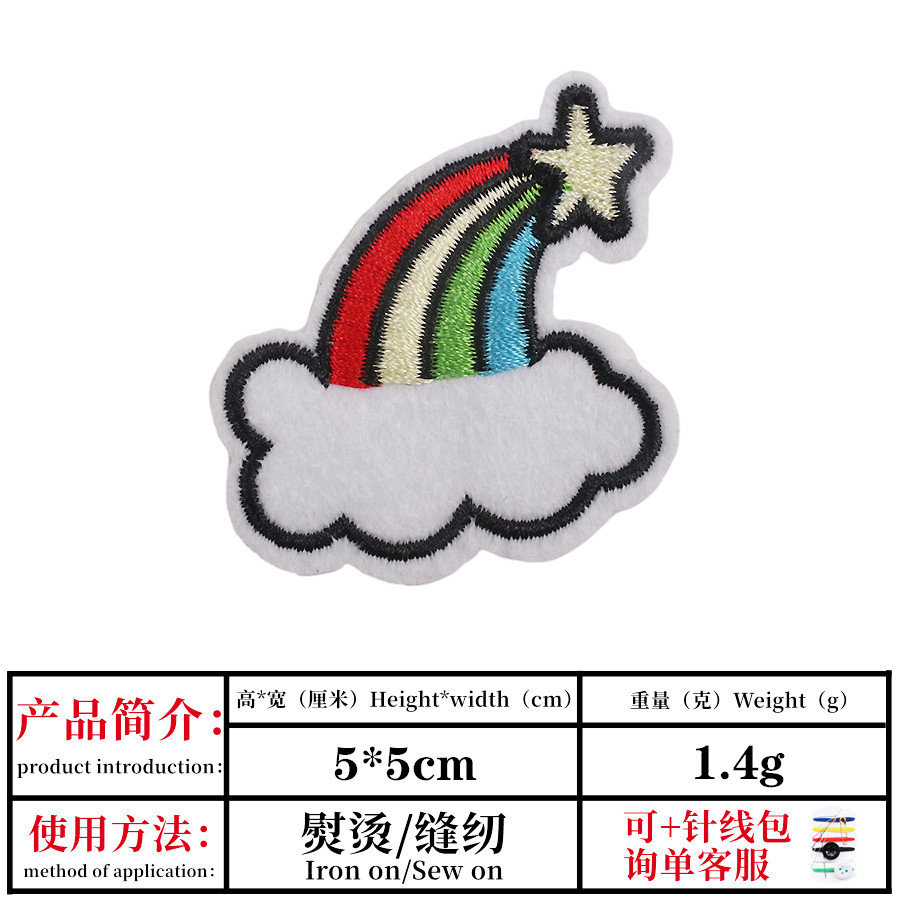 产品简介:
product introduction:
高*宽（厘米）Height*width（cm）
重量（克）Weight（g）
5*5cm
1.4g
使用方法:
method of application:
熨烫/缝纫
Iron on/Sew on
可+针线包
询单客服